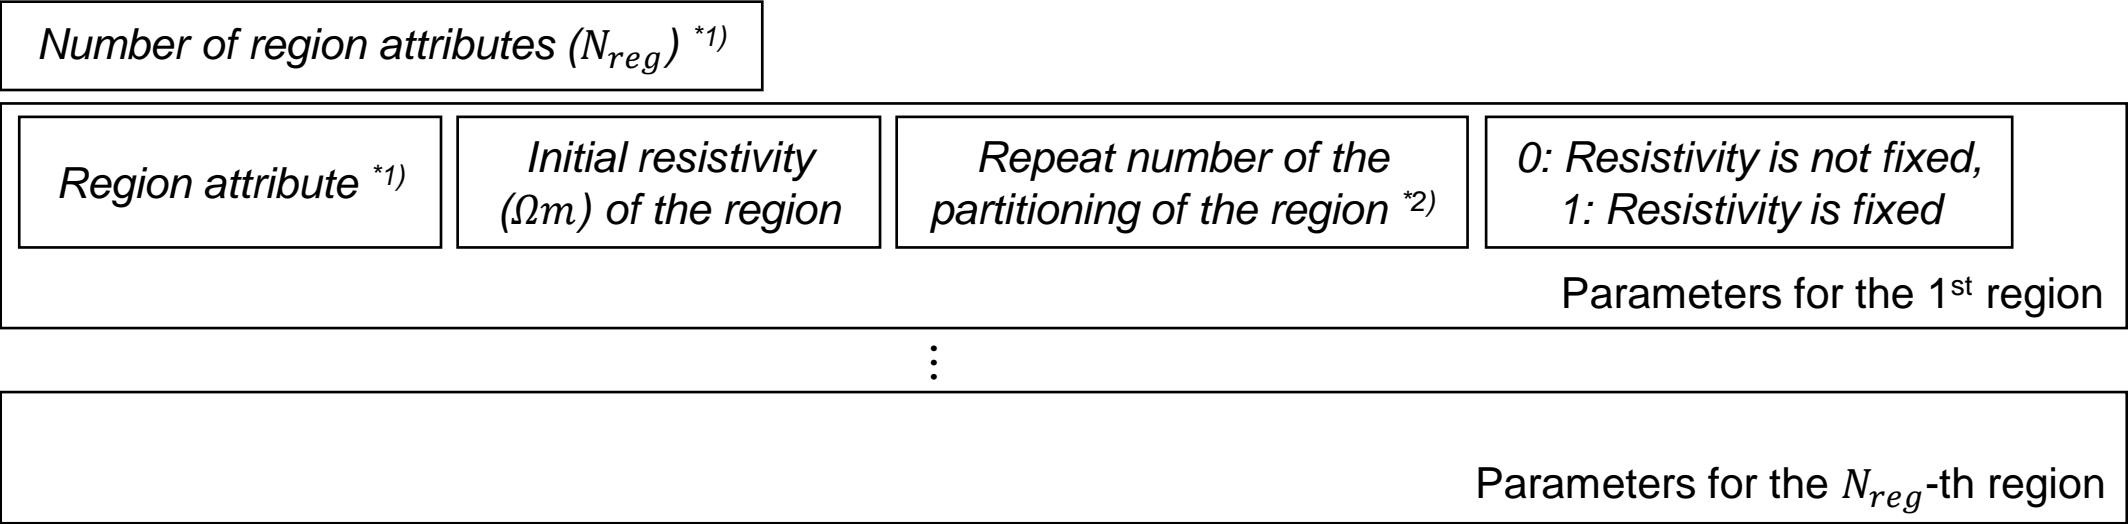 Number of region attributes (N_reg) *1)
Region attribute *1)
Initial resistivity
(Ωm) of the region
Repeat number of the
partitioning of the region *2)
0: Resistivity is not fixed,
1: Resistivity is fixed
Parameters for the 1st region
⋮
Parameters for the N_reg-th region